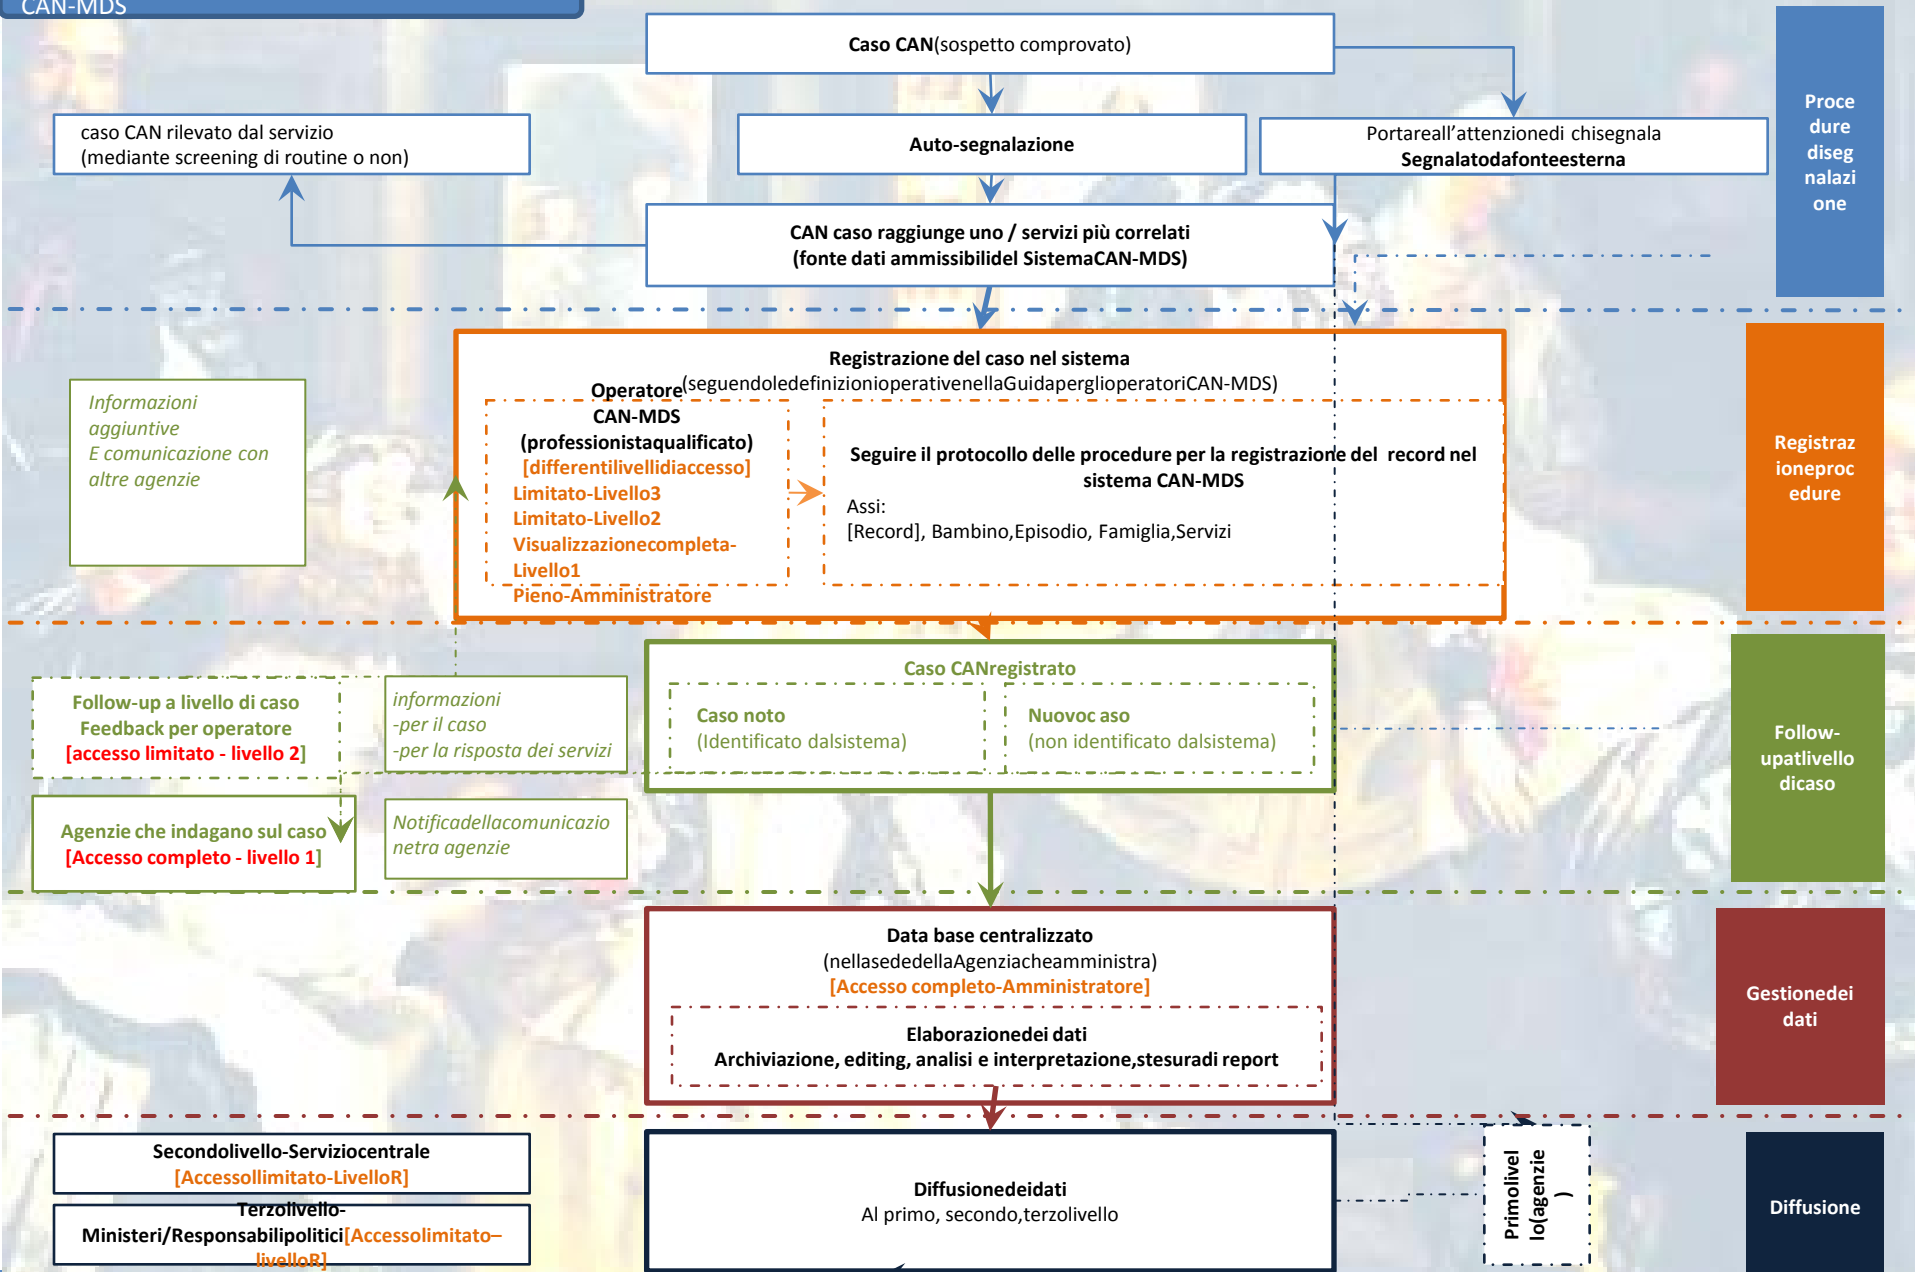 CAN-MDS
Caso CAN(sospetto comprovato)
Proce
dure
diseg
nalazi
one
caso CAN rilevato dal servizio
(mediante screening di routine o non)
Auto-segnalazione
Portareall’attenzionedi chisegnala
Segnalatodafonteesterna
CAN caso raggiunge uno / servizi più correlati
(fonte dati ammissibilidel SistemaCAN-MDS)
Registrazione del caso nel sistema
(seguendoledefinizionioperativenellaGuidapergliperatoriCAN-MDS)
Informazioni
aggiuntive
E comunicazione con
altre agenzie
Operatore
CAN-MDS
(professionistaqualificato)
[differentilivellidiaccesso]
Limitato-Livello3
Limitato-Livello2
Visualizzazionecompleta-
Livello1
Pieno-Amministratore
Seguire il protocollo delle procedure per la registrazione del  record nel
sistema CAN-MDS
Assi:
[Record], Bambino,Episodio, Famiglia,Servizi
Registraz
ioneproc
edure
Caso CANregistrato
Follow-up a livello di caso
Feedback per operatore
[accesso limitato - livello 2]
informazioni
-per il caso
-per la risposta dei servizi
Caso noto
(Identificato dalsistema)
Nuovoc aso
(non identificato dalsistema)
Follow-
upatlivello
dicaso
Agenzie che indagano sul caso
[Accesso completo - livello 1]
Notificadellacomunicazio
netra agenzie
Data base centralizzato
(nellasededellaAgenziacheamministra)
[Accesso completo-Amministratore]
Elaborazionedei dati
Archiviazione, editing, analisi e interpretazione,stesuradi report
Gestionedei
dati
Secondolivello-Serviziocentrale
[Accessollimitato-LivelloR]
Terzolivello-
Ministeri/Responsabilipolitici[Accessolimitato–
livelloR]
Diffusionedeidati
Al primo, secondo,terzolivello
Primolivel
lo(agenzie
)
Diffusione